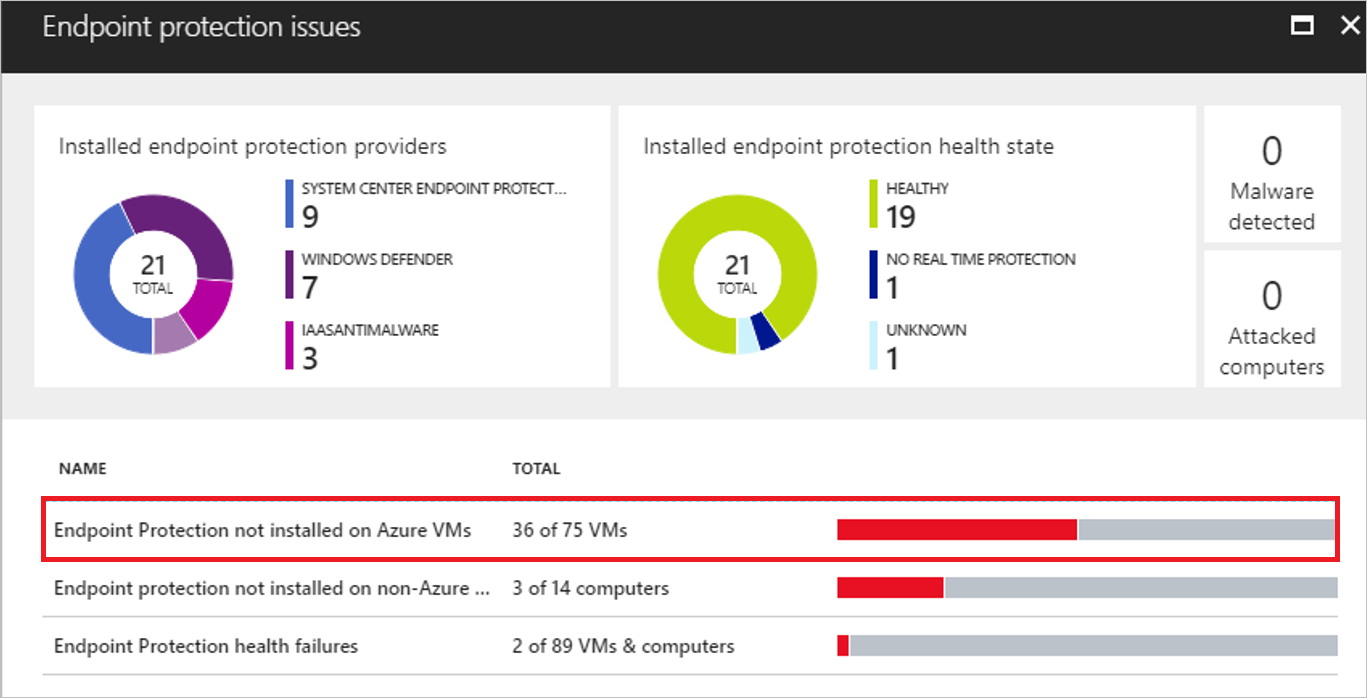 Endpoint protection issues
Installed endpoint protection providers
21
TOTAL
SYSTEM CENTER ENDPOINT PROTECT...
9
WINDOWS DEFENDER
7
IAASANTIMALWARE
3
Installed endpoint protection health state
21
TOTAL
HEALTHY
19
NO REAL TIME PROTECTION
1
UNKNOWN
1
0
Malware
detected
0
Attacked
computers
NAME TOTAL
Endpoint Protection not installed on Azure VMs 36 of 75 VMs
Endpoint protection not installed on non-Azure ... 3 of 14 computers
Endpoint Protection health failures 2 of 89 VMs & computers